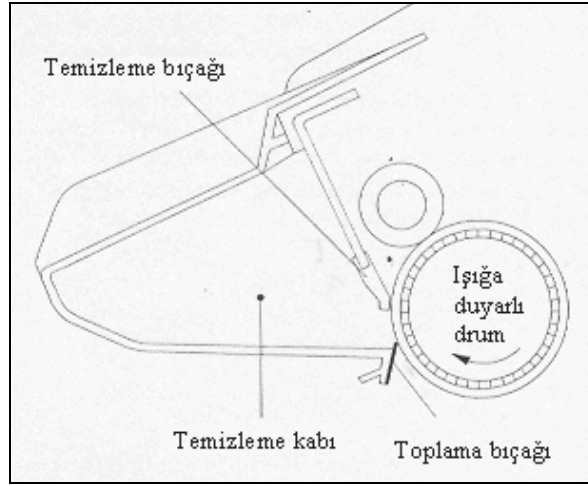 Temizleme bıçağı
Işığa
duyarlı
drum
Temizleme kabı
Toplama bıçağı